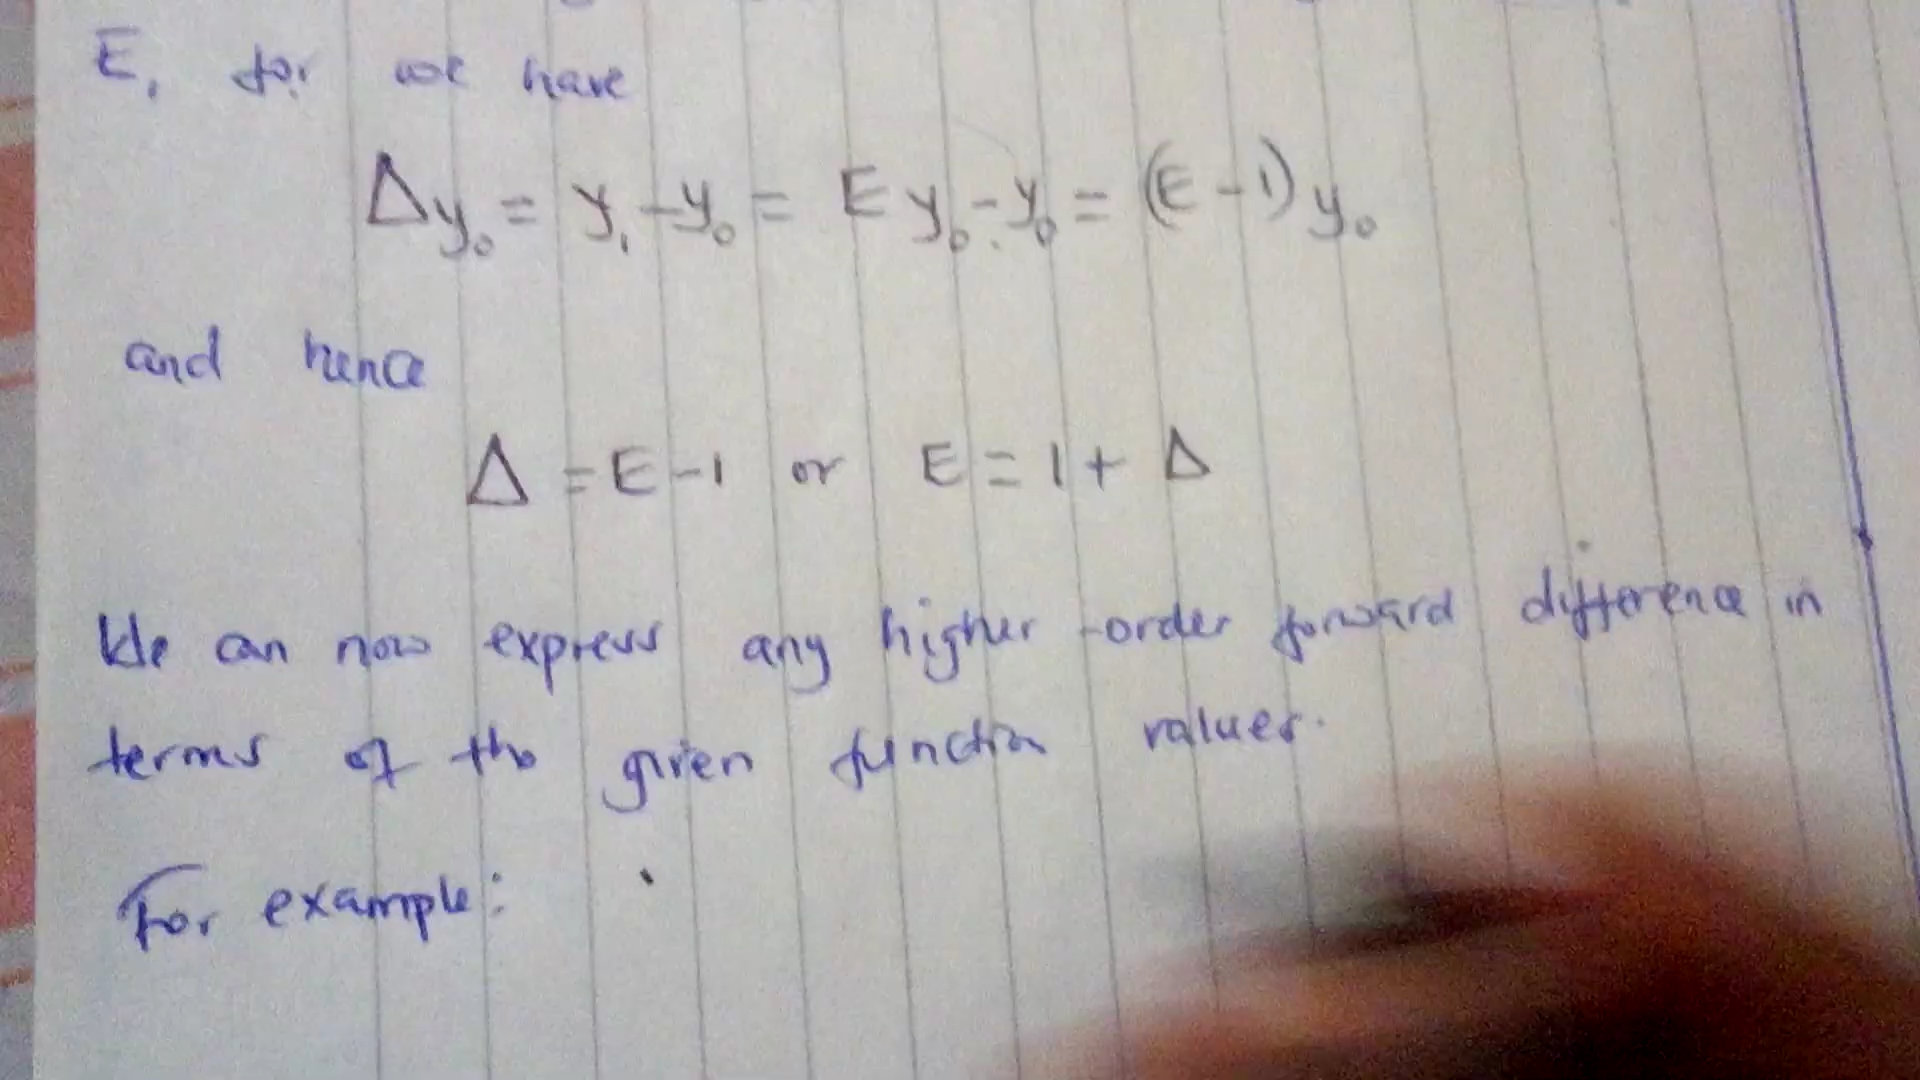 E, for we have
Δy₀ = y₁ - y₀ = Ey₀ - y₀ = (E - 1) y₀
and hence
Δ = E - 1 or E = 1 + Δ
We can now express any higher-order forward difference in
terms of the given function values.
For example: